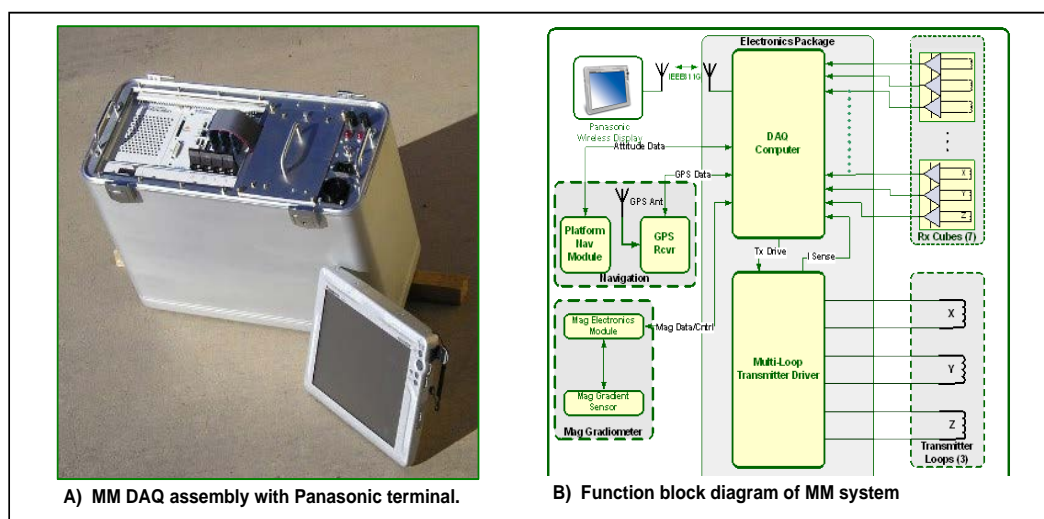 Electronics Package
IEEE111G
Panasonic
Wireless Display
DAQ
Computer
Attitude Data
GPS Data
GPS Ant
Platform
Nav
Module
GPS
Rcvr
Navigation
X
Y
Z
Rx Cubes (7)
Tx Drive
I Sense
Mag Electronics
Module
Mag Data/Cntrl
Mag Gradient
Sensor
Mag Gradiometer
Multi-Loop
Transmitter Driver
X
Y
Z
Transmitter
Loops (3)
A) MM DAQ assembly with Panasonic terminal.
B) Function block diagram of MM system